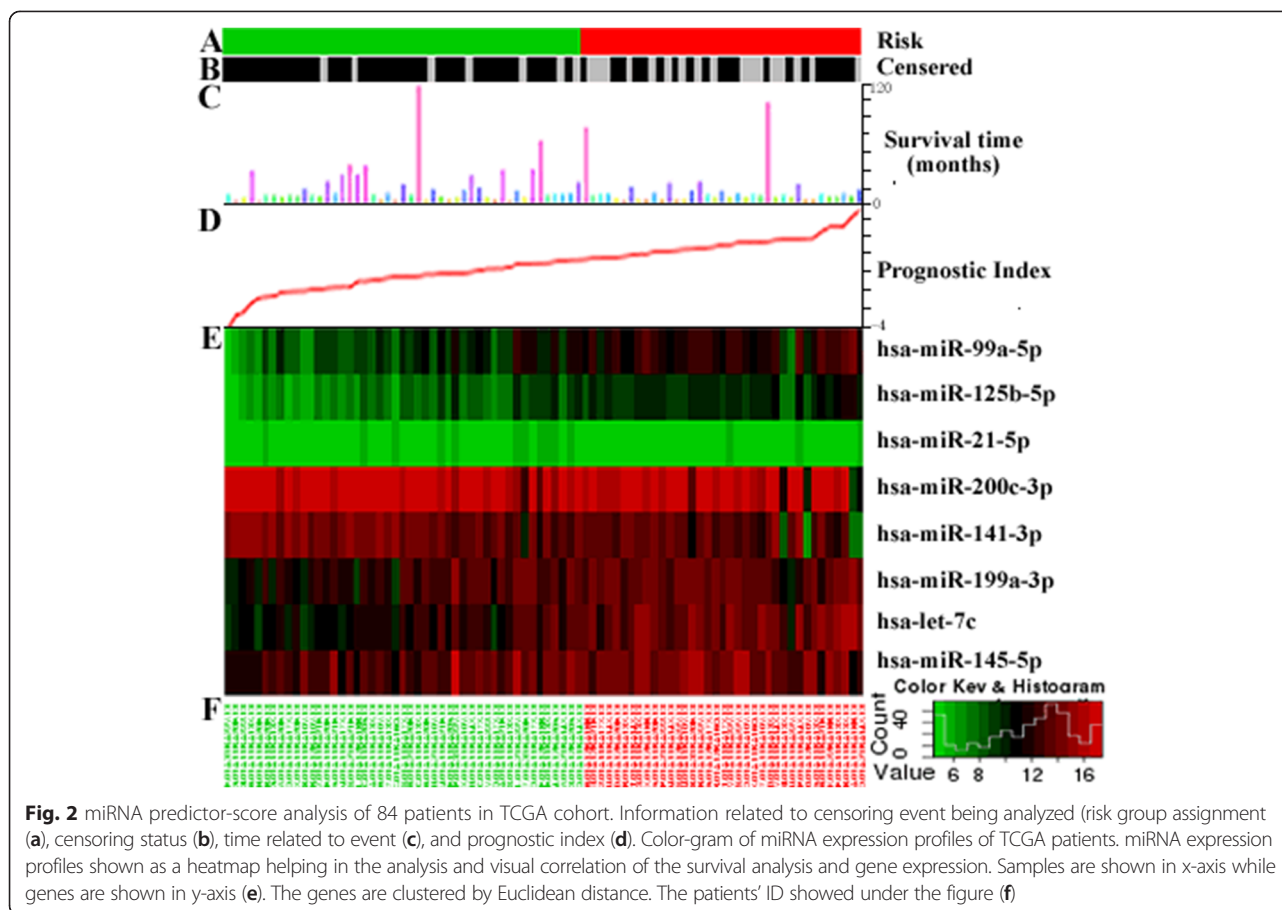 A
Risk
B
Censered
C
120
Survival time
(months)
0
D
Prognostic Index
-4
E
hsa-miR-99a-5p
hsa-miR-125b-5p
hsa-miR-21-5p
hsa-miR-200c-3p
hsa-miR-141-3p
hsa-miR-199a-3p
hsa-let-7c
hsa-miR-145-5p
F
Color Key & Histogram
Count
0 40
Value
6 8 12 16
Fig. 2 miRNA predictor-score analysis of 84 patients in TCGA cohort. Information related to censoring event being analyzed (risk group assignment
(a), censoring status (b), time related to event (c), and prognostic index (d). Color-gram of miRNA expression profiles of TCGA patients. miRNA expression
profiles shown as a heatmap helping in the analysis and visual correlation of the survival analysis and gene expression. Samples are shown in x-axis while
genes are shown in y-axis (e). The genes are clustered by Euclidean distance. The patients' ID showed under the figure (f)